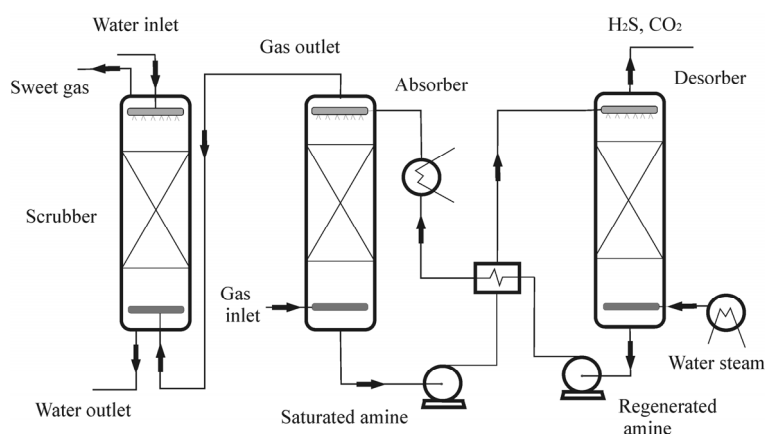 Water inlet
H₂S, CO₂
Gas outlet
Sweet gas
Absorber
Desorber
Scrubber
Gas
inlet
Water steam
Water outlet
Saturated amine
Regenerated
amine